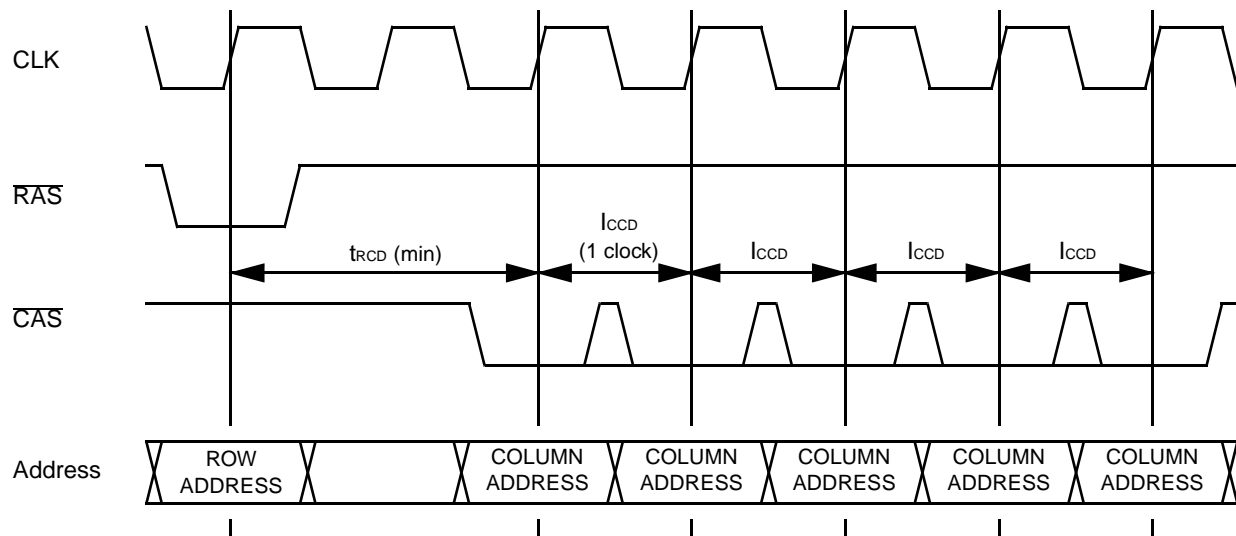 CLK
RAS
ICCD
(1 clock)
tRCD (min)
ICCD
ICCD
ICCD
CAS
Address
ROW
ADDRESS
COLUMN
ADDRESS
COLUMN
ADDRESS
COLUMN
ADDRESS
COLUMN
ADDRESS
COLUMN
ADDRESS